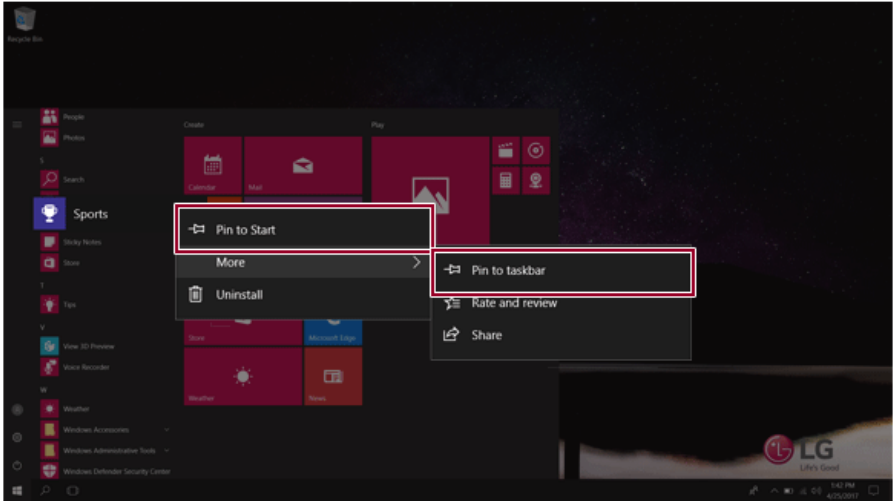 Recycle Bin
People
Photos
S
Search
Sports
Sticky Notes
Store
T
Tips
V
View 3D Preview
Voice Recorder
W
Weather
Windows Accessories
Windows Administrative Tools
Windows Defender Security Center
Create
Calendar
Mail
Play
Pin to Start
More
Uninstall
Pin to taskbar
Rate and review
Share
Store
Microsoft Edge
Weather
News
LG
Life's Good
1:42 PM
4/25/2017